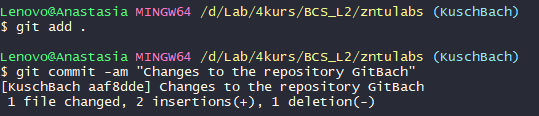 Lenovo@Anastasia MINGW64 /d/Lab/4kurs/BCS_L2/zntulabs (KuschBach)
$ git add .
Lenovo@Anastasia MINGW64 /d/Lab/4kurs/BCS_L2/zntulabs (KuschBach)
$ git commit -am "Changes to the repository GitBach"
[KuschBach aaf8dde] Changes to the repository GitBach
1 file changed, 2 insertions(+), 1 deletion(-)